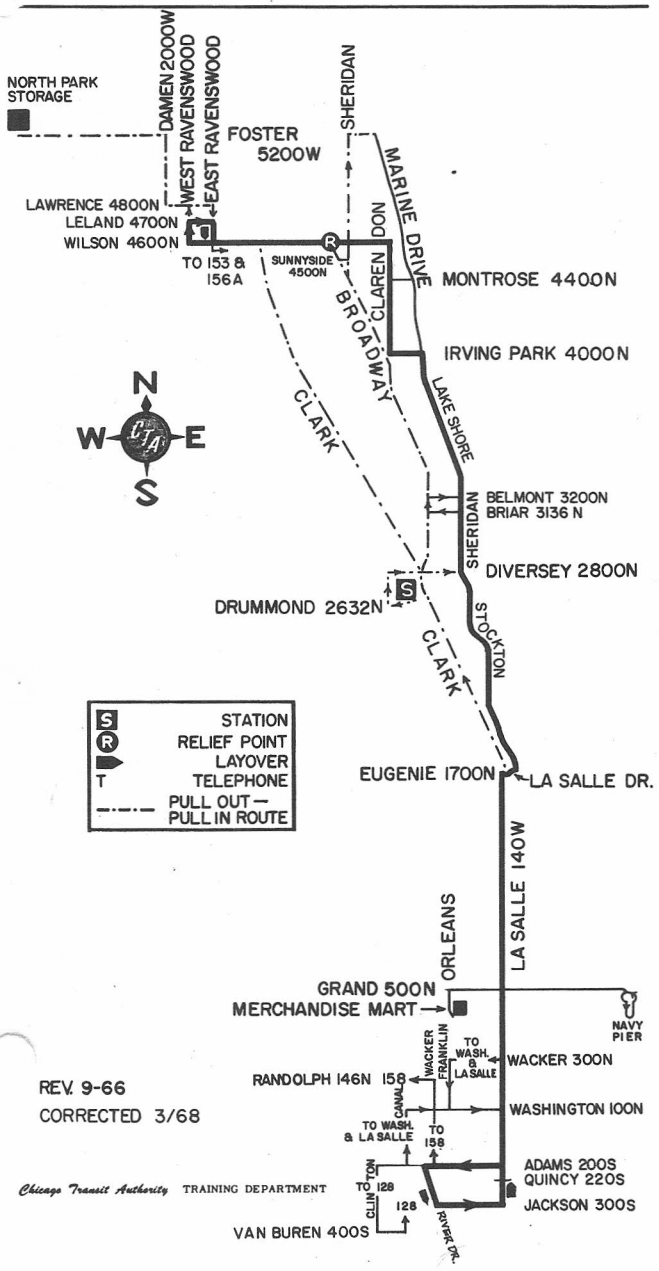 NORTH PARK
STORAGE
DAMEN 2000W
WEST RAVENSWOOD
EAST RAVENSWOOD
SHERIDAN
FOSTER
5200W
MARINE DRIVE
LAWRENCE 4800N
LELAND 4700N
WILSON 4600N
T
R
TO 153 &
156A
SUNNYSIDE
4500N
CLAREN DON
MONTROSE 4400N
BROADWAY
IRVING PARK 4000N
CLARK
LAKE SHORE
N
W CTA E
S
BELMONT 3200N
BRIAR 3136 N
SHERIDAN
DIVERSEY 2800N
S
DRUMMOND 2632N
STOCKTON
CLARK
S STATION
R RELIEF POINT
LAYOVER
T TELEPHONE
PULL OUT —
PULL IN ROUTE
EUGENIE 1700N
LA SALLE DR.
LA SALLE 140W
ORLEANS
GRAND 500N
MERCHANDISE MART
NAVY
PIER
WACKER
FRANKLIN
TO
WASH.
&
LA SALLE
WACKER 300N
RANDOLPH 146N 158
CANAL
WASHINGTON 100N
TO WASH.
& LA SALLE
TO
158
REV. 9-66
CORRECTED 3/68
ADAMS 200S
QUINCY 220S
JACKSON 300S
CLINTON
TO 128
128
RIVER DR.
VAN BUREN 400S
Chicago Transit Authority TRAINING DEPARTMENT